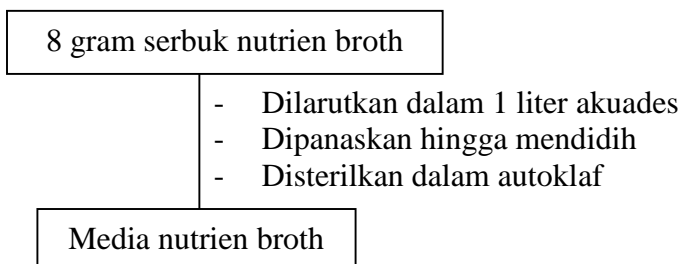 8 gram serbuk nutrien broth
- Dilarutkan dalam 1 liter akuades
- Dipanaskan hingga mendidih
- Disterilkan dalam autoklaf
Media nutrien broth